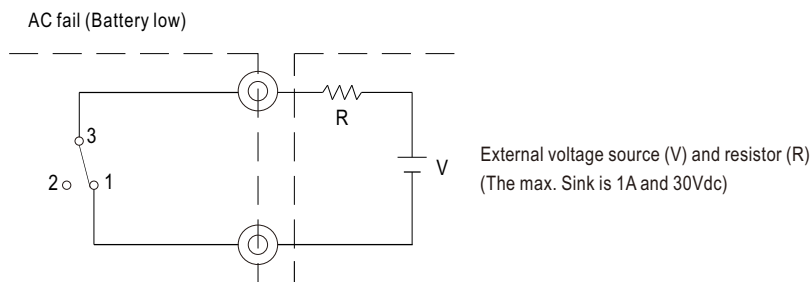 AC fail (Battery low)
R
3
External voltage source (V) and resistor (R)
V
2 1
(The max. Sink is 1A and 30Vdc)